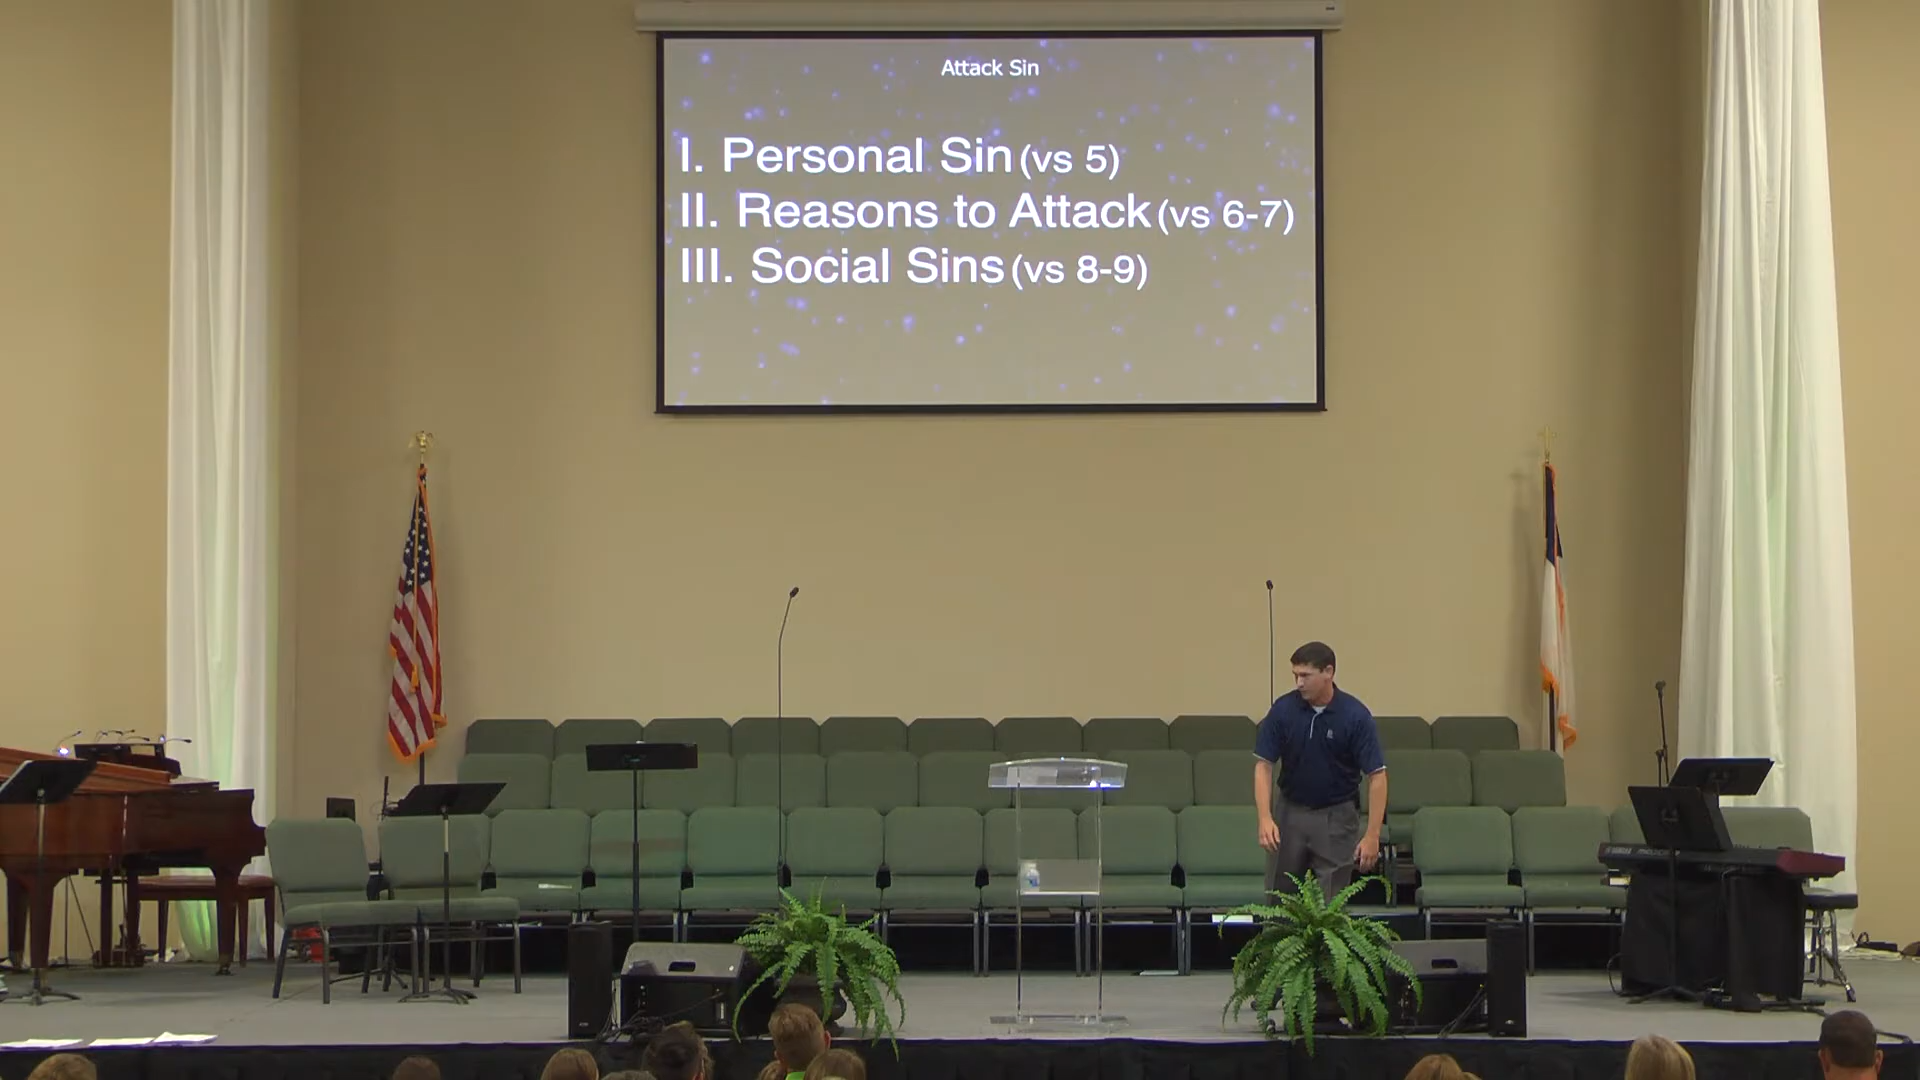 Attack Sin
I. Personal Sin (vs 5)
II. Reasons to Attack (vs 6-7)
III. Social Sins (vs 8-9)
YAMAHA